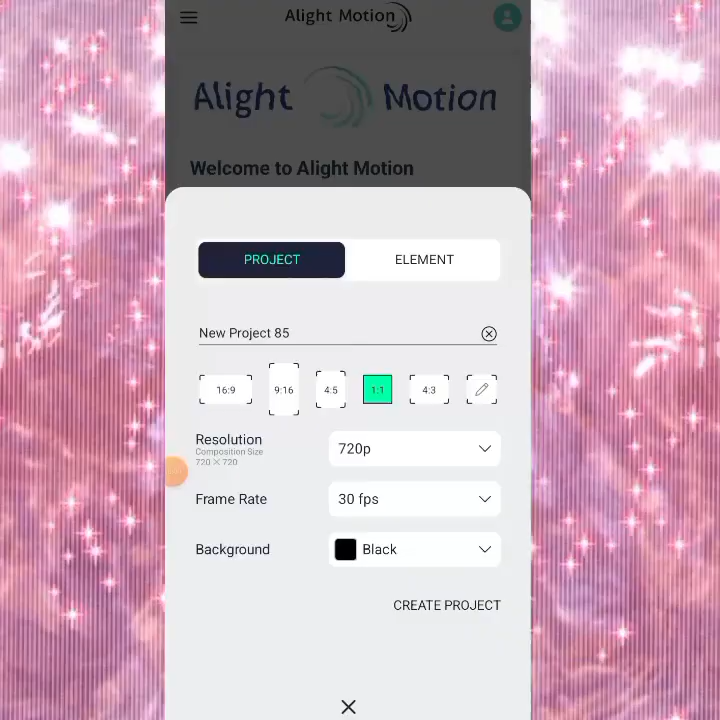 Alight Motion
Alight Motion
Welcome to Alight Motion
PROJECT
ELEMENT
New Project 85
16:9
9:16
4:5
1:1
4:3
Resolution
Composition Size
720 × 720
720p
Frame Rate
30 fps
Background
Black
CREATE PROJECT